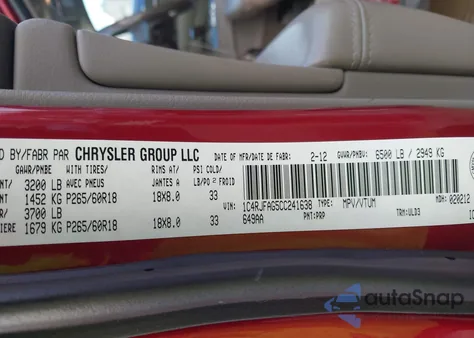 D BY/FABR PAR CHRYSLER GROUP LLC DATE OF MFR/DATE DE FABR: 2-12 GVWR/PNBV: 6500 LB / 2949 KG
GAWR/PNBE WITH TIRES/ RIMS AT/ PSI COLD/
NT AVEC PNEUS JANTES A LB/PO² FROID
3200 LB
1452 KG P265/60R18 18X8.0 33 1C4RJFAG5CC241638 TYPE: MPV/VTUM MDH: 020212
3700 LB 649AA PNT: PRP TRM: ULD3
1679 KG P265/60R18 18X8.0 33
autoSnap